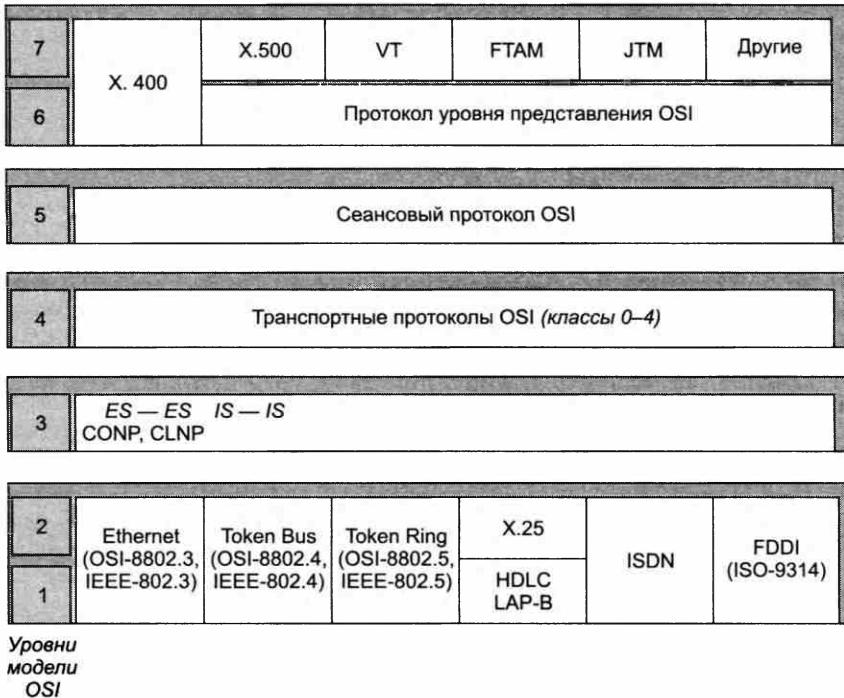 7
X. 400
X.500
VT
FTAM
JTM
Другие
6
Протокол уровня представления OSI
5
Сеансовый протокол OSI
4
Транспортные протоколы OSI (классы 0–4)
3
ES — ES IS — IS
CONP, CLNP
2
1
Ethernet
(OSI-8802.3,
IEEE-802.3)
Token Bus
(OSI-8802.4,
IEEE-802.4)
Token Ring
(OSI-8802.5,
IEEE-802.5)
X.25
HDLC
LAP-B
ISDN
FDDI
(ISO-9314)
Уровни
модели
OSI